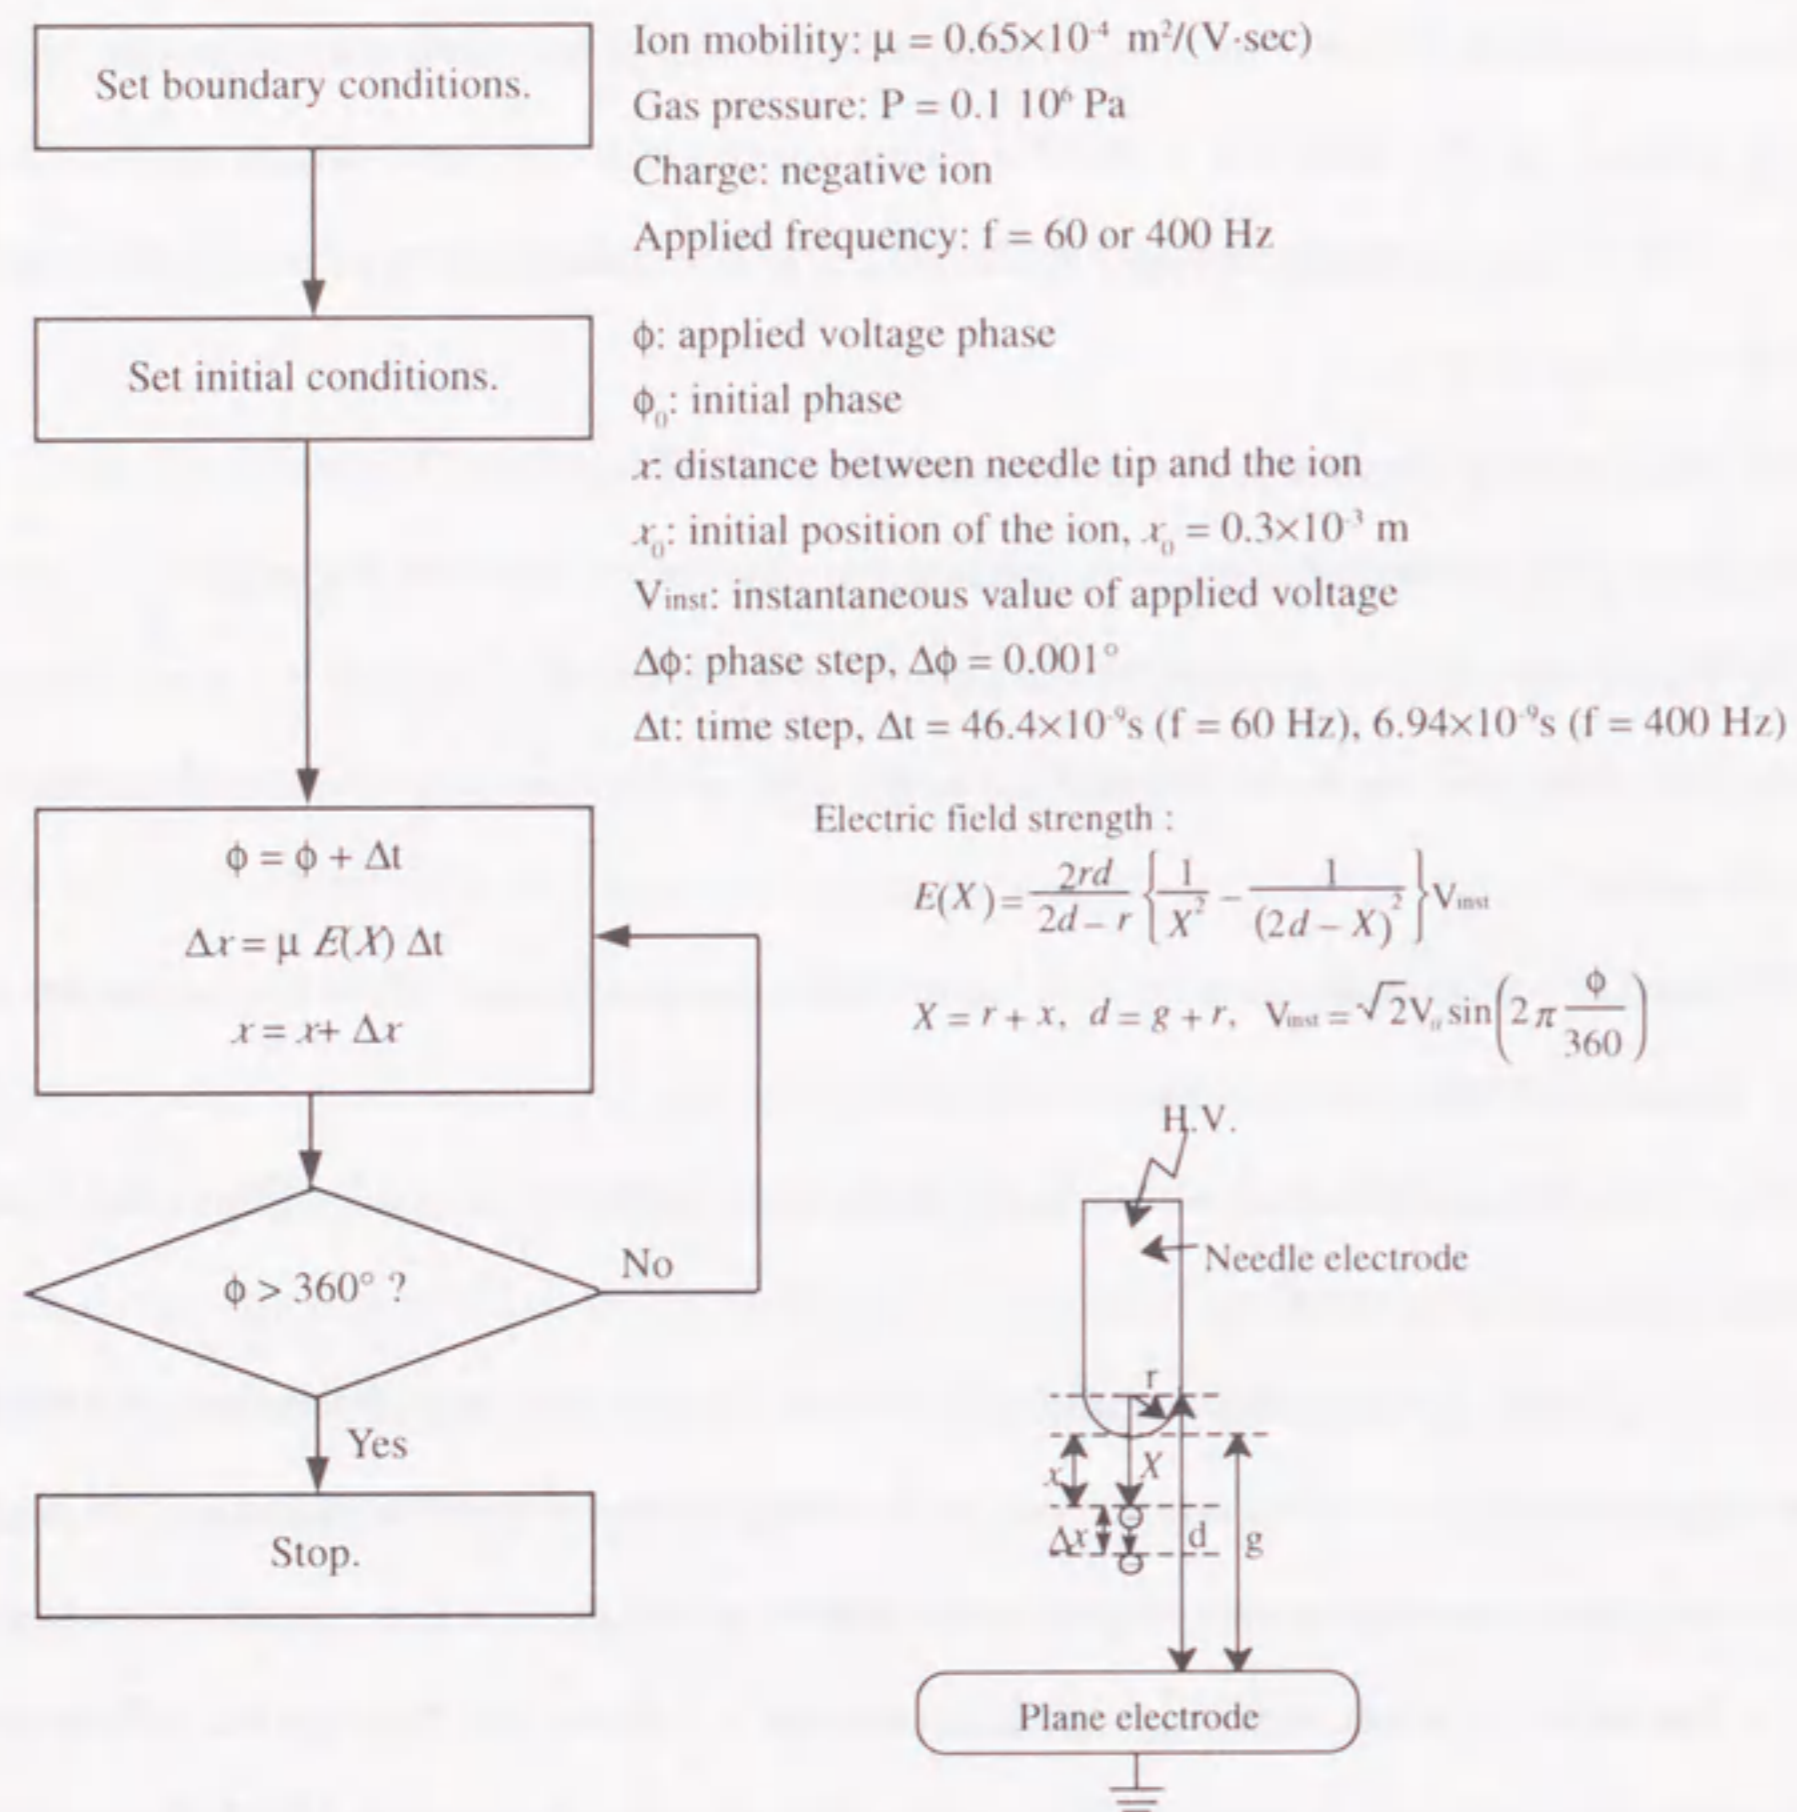 Set boundary conditions.
Ion mobility: μ = 0.65×10⁻⁴ m²/(V·sec)
Gas pressure: P = 0.1 10⁶ Pa
Charge: negative ion
Applied frequency: f = 60 or 400 Hz
Set initial conditions.
ϕ: applied voltage phase
ϕ₀: initial phase
x: distance between needle tip and the ion
x₀: initial position of the ion, x₀ = 0.3×10⁻³ m
Vinst: instantaneous value of applied voltage
Δϕ: phase step, Δϕ = 0.001°
Δt: time step, Δt = 46.4×10⁻⁹s (f = 60 Hz), 6.94×10⁻⁹s (f = 400 Hz)
ϕ = ϕ + Δt
Δx = μ E(X) Δt
x = x+ Δx
Electric field strength :
E(X) = 2rd / 2d – r { 1 / X² – 1 / (2d – X)² } Vinst
X = r + x, d = g + r, Vinst = √2 Va sin(2 π ϕ / 360)
ϕ > 360° ?
No
Yes
Stop.
H.V.
Needle electrode
r
x
X
Δx
d
g
Plane electrode